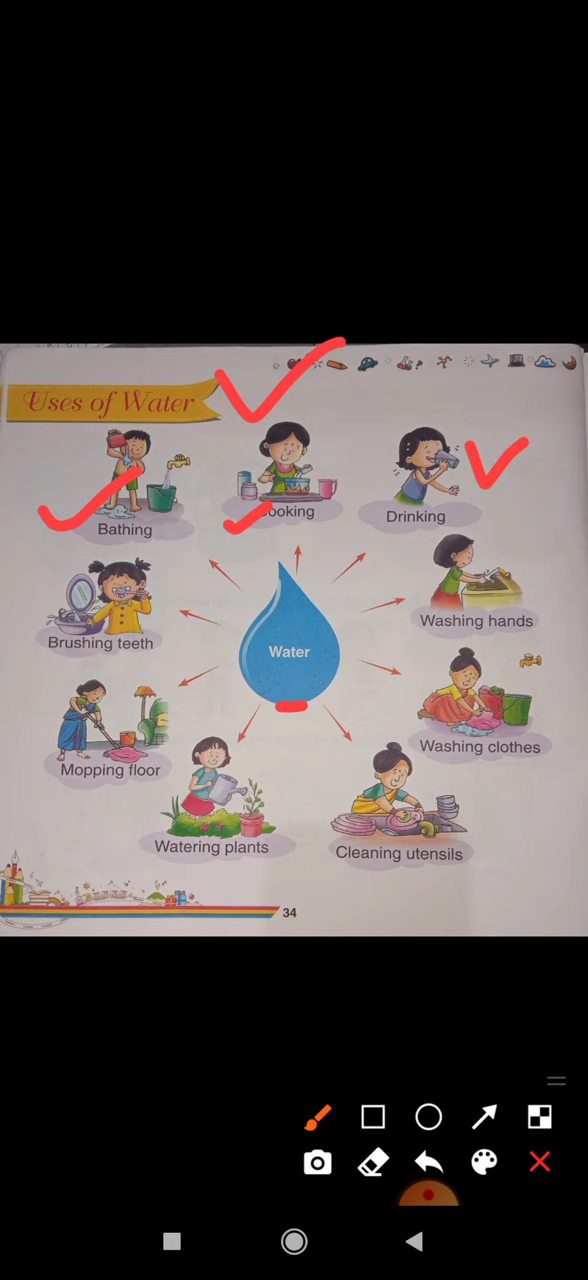 Uses of Water
Bathing
ooking
Drinking
Brushing teeth
Water
Washing hands
Mopping floor
Washing clothes
Watering plants
Cleaning utensils
34